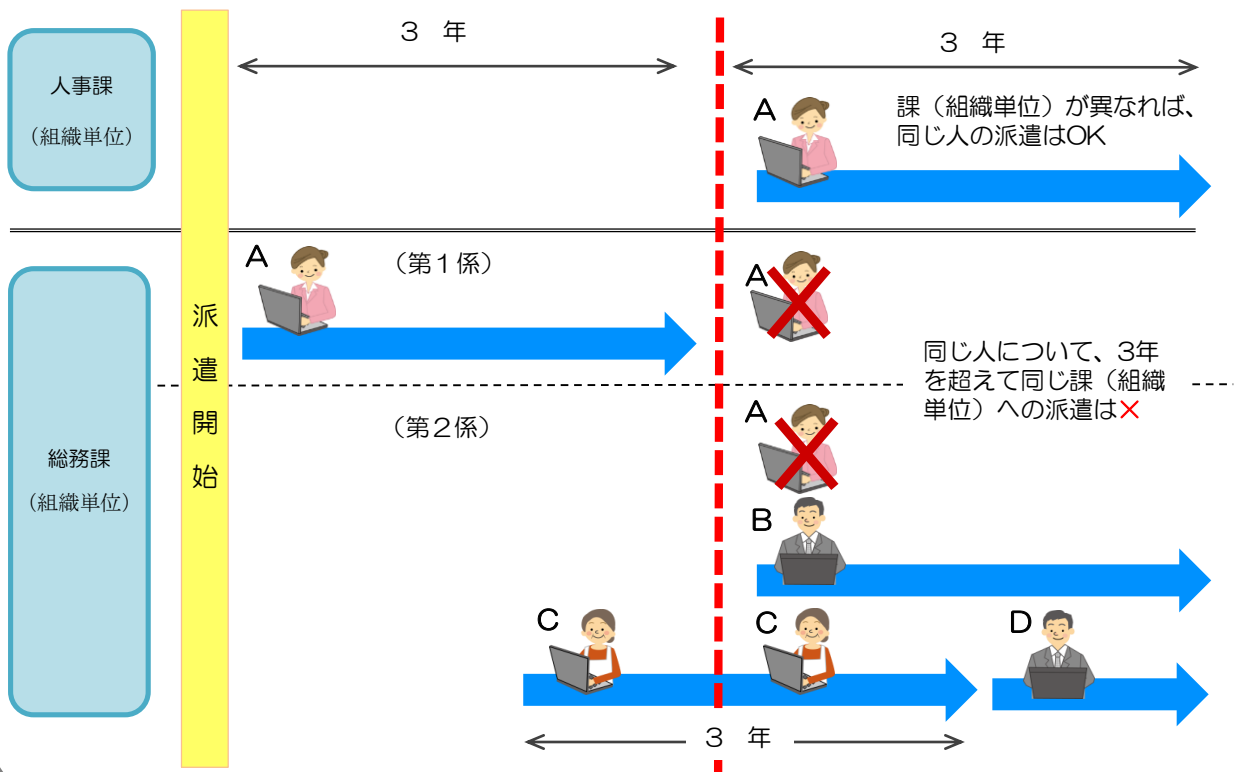 ３　年
３　年
人事課
（組織単位）
A
課（組織単位）が異なれば、
同じ人の派遣はOK
派遣開始
A
（第１係）
A
同じ人について、3年
を超えて同じ課（組織
単位）への派遣は×
（第２係）
A
総務課
（組織単位）
B
C
C
D
３　年